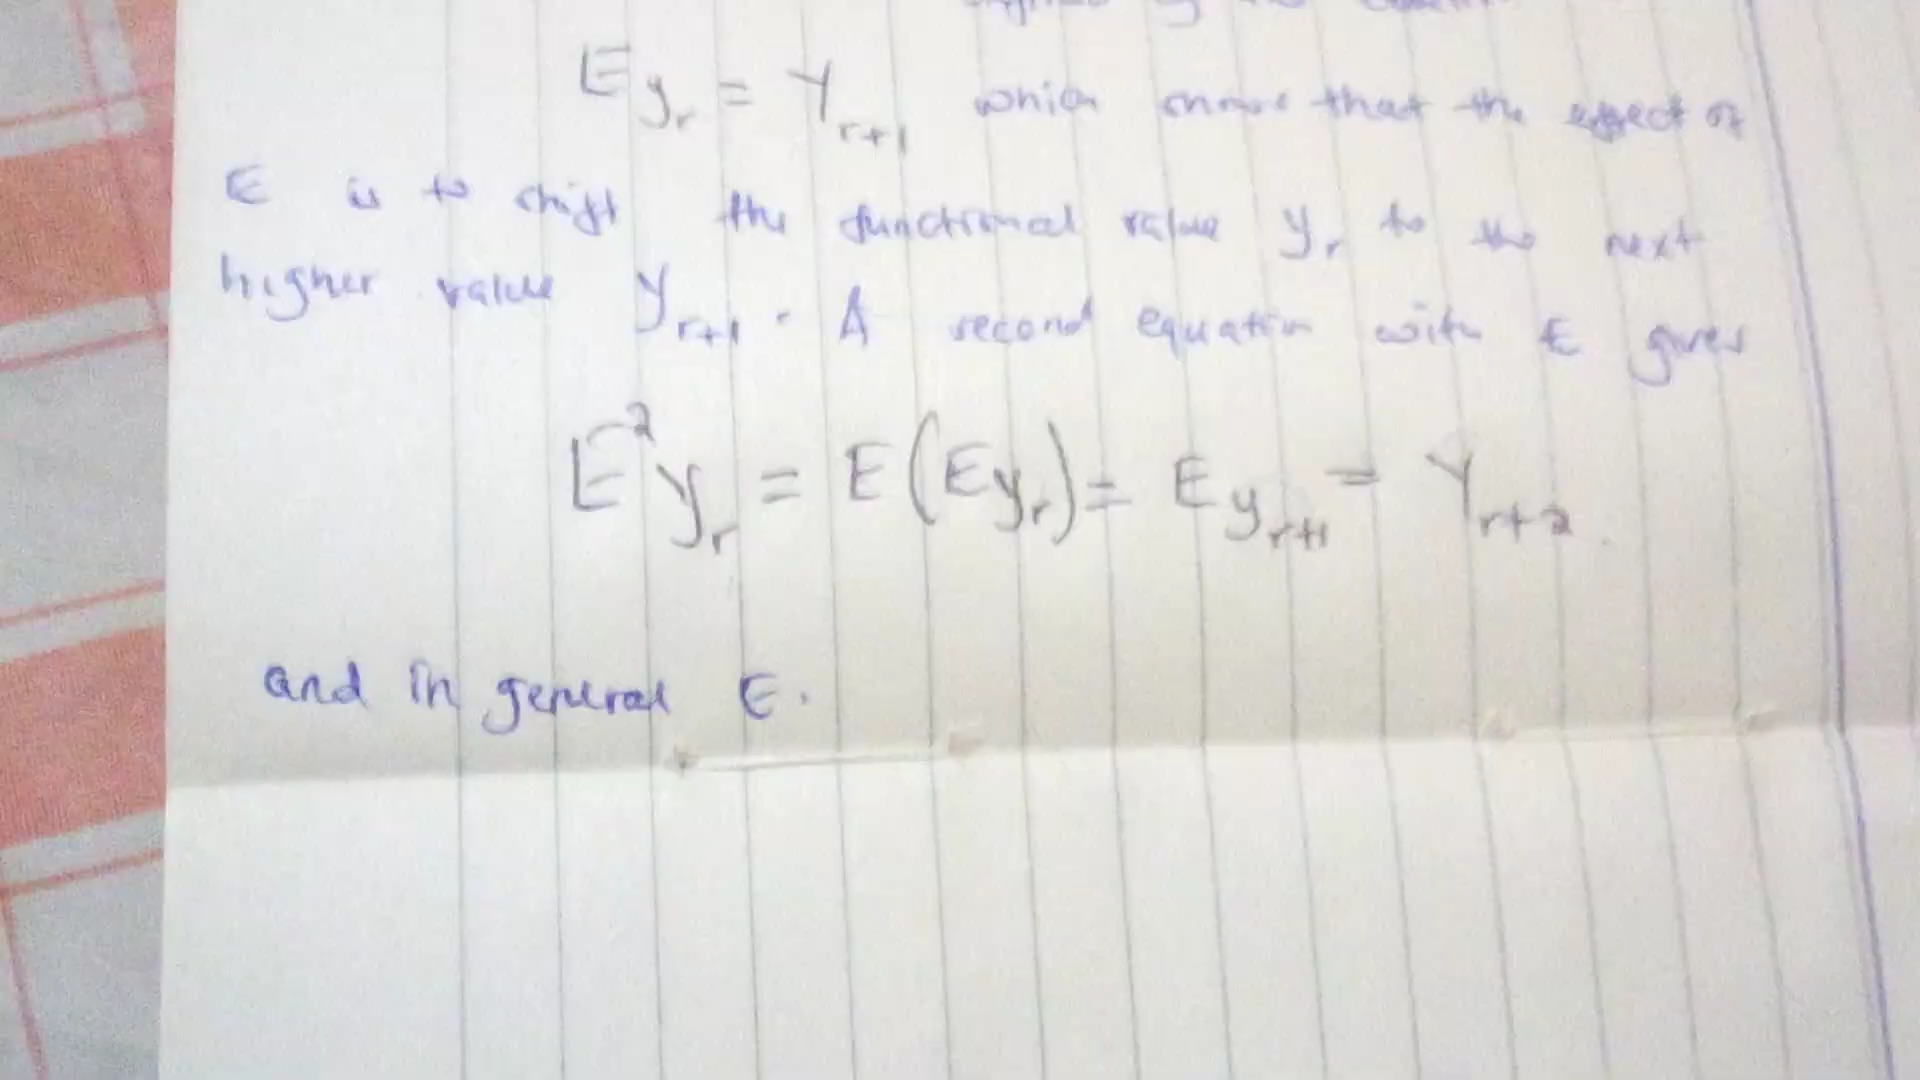 E y_r = Y_{r+1} which shows that the effect of
E is to shift the functional value y_r to the next
higher value y_{r+1}. A second equation with E gives
E^2 y_r = E(E y_r) = E y_{r+1} = Y_{r+2}.
and in general E.